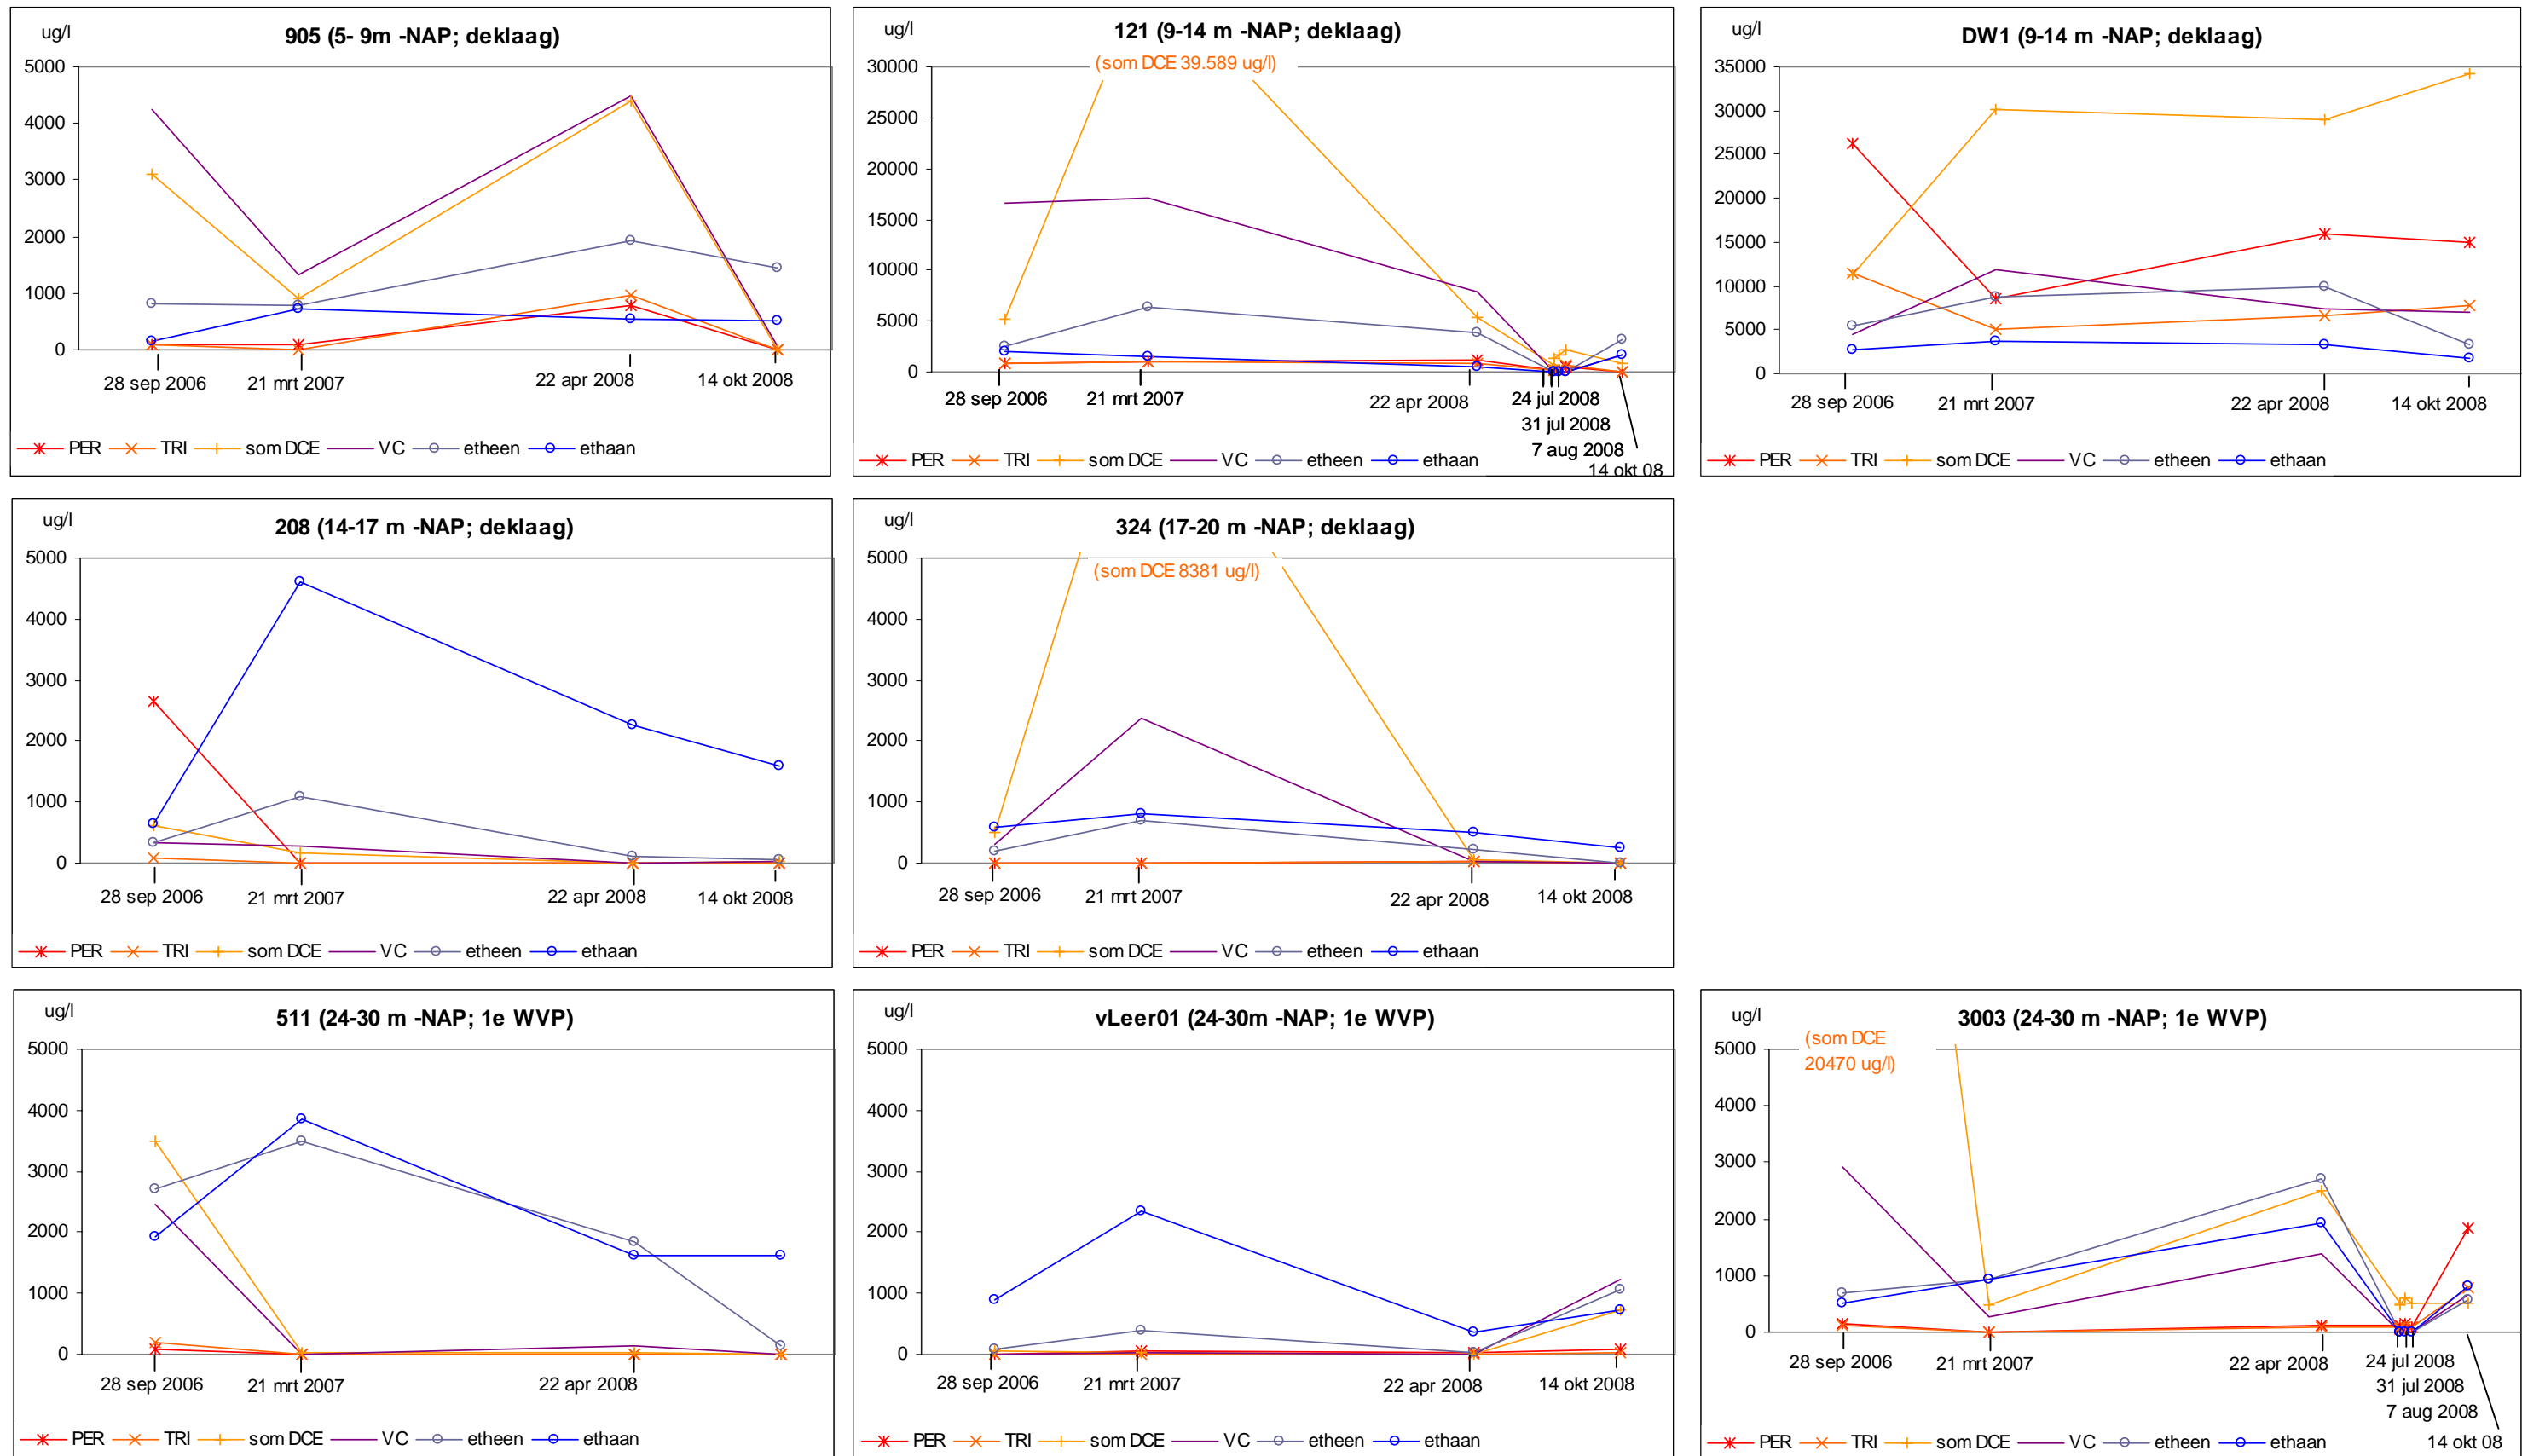 ug/l
905 (5- 9m -NAP; deklaag)
5000
4000
3000
2000
1000
0
28 sep 2006
21 mrt 2007
22 apr 2008
14 okt 2008
PER TRI som DCE VC etheen ethaan
ug/l
121 (9-14 m -NAP; deklaag)
(som DCE 39.589 ug/l)
30000
25000
20000
15000
10000
5000
0
28 sep 2006
21 mrt 2007
22 apr 2008
24 jul 2008
31 jul 2008
7 aug 2008
14 okt 08
PER TRI som DCE VC etheen ethaan
ug/l
DW1 (9-14 m -NAP; deklaag)
35000
30000
25000
20000
15000
10000
5000
0
28 sep 2006
21 mrt 2007
22 apr 2008
14 okt 2008
PER TRI som DCE VC etheen ethaan
ug/l
208 (14-17 m -NAP; deklaag)
5000
4000
3000
2000
1000
0
28 sep 2006
21 mrt 2007
22 apr 2008
14 okt 2008
PER TRI som DCE VC etheen ethaan
ug/l
324 (17-20 m -NAP; deklaag)
(som DCE 8381 ug/l)
5000
4000
3000
2000
1000
0
28 sep 2006
21 mrt 2007
22 apr 2008
14 okt 2008
PER TRI som DCE VC etheen ethaan
ug/l
511 (24-30 m -NAP; 1e WVP)
5000
4000
3000
2000
1000
0
28 sep 2006
21 mrt 2007
22 apr 2008
PER TRI som DCE VC etheen ethaan
ug/l
vLeer01 (24-30m -NAP; 1e WVP)
5000
4000
3000
2000
1000
0
28 sep 2006
21 mrt 2007
22 apr 2008
14 okt 2008
PER TRI som DCE VC etheen ethaan
ug/l
3003 (24-30 m -NAP; 1e WVP)
(som DCE
20470 ug/l)
5000
4000
3000
2000
1000
0
28 sep 2006
21 mrt 2007
22 apr 2008
24 jul 2008
31 jul 2008
7 aug 2008
14 okt 08
PER TRI som DCE VC etheen ethaan